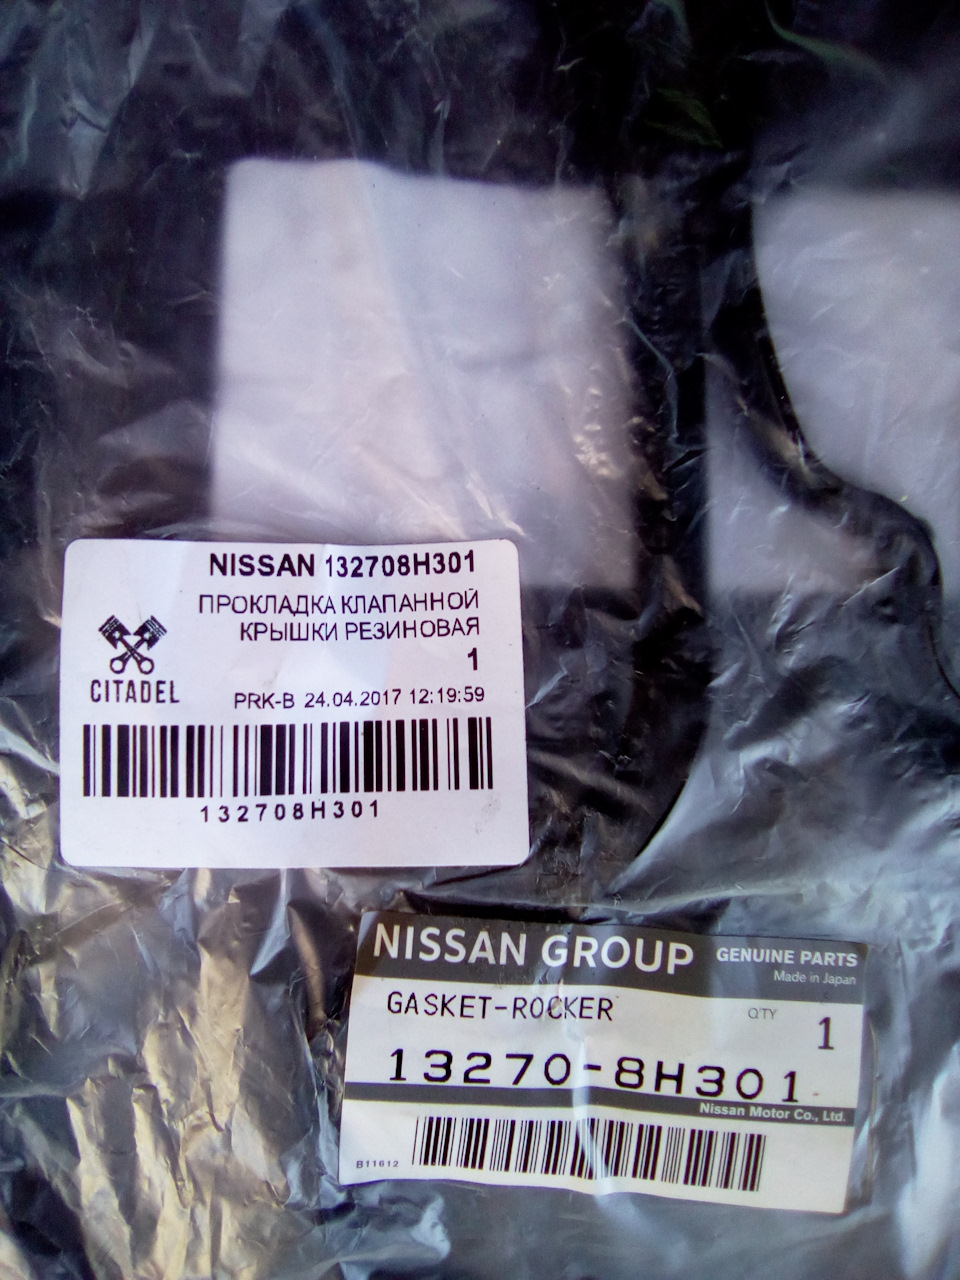 NISSAN 132708H301
ПРОКЛАДКА КЛАПАННОЙ
КРЫШКИ РЕЗИНОВАЯ
1
CITADEL
PRK-B 24.04.2017 12:19:59
132708H301
NISSAN GROUP GENUINE PARTS
Made in Japan
GASKET-ROCKER QTY 1
13270-8H301
Nissan Motor Co., Ltd.
B11612